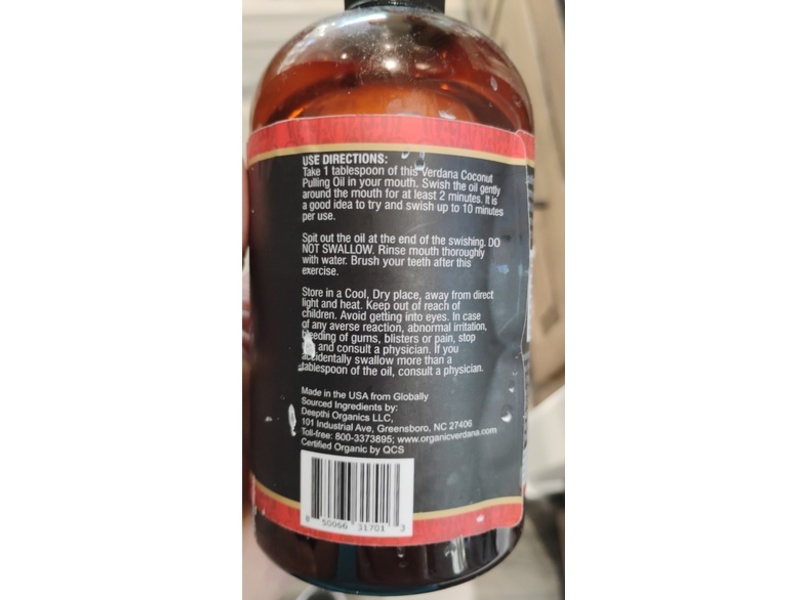 USE DIRECTIONS:
Take 1 tablespoon of this Verdana Coconut
Pulling Oil in your mouth. Swish the oil gently
around the mouth for at least 2 minutes. It is
a good idea to try and swish up to 10 minutes
per use.
Spit out the oil at the end of the swishing. DO
NOT SWALLOW. Rinse mouth thoroughly
with water. Brush your teeth after this
exercise.
Store in a Cool, Dry place, away from direct
light and heat. Keep out of reach of
children. Avoid getting into eyes. In case
of any averse reaction, abnormal irritation,
bleeding of gums, blisters or pain, stop
and consult a physician. If you
accidentally swallow more than a
tablespoon of the oil, consult a physician.
Made in the USA from Globally
Sourced Ingredients by:
Deepthi Organics LLC,
101 Industrial Ave, Greensboro, NC 27406
Toll-free: 800-3373895; www.organicverdana.com
Certified Organic by QCS
8 50066 31701 3